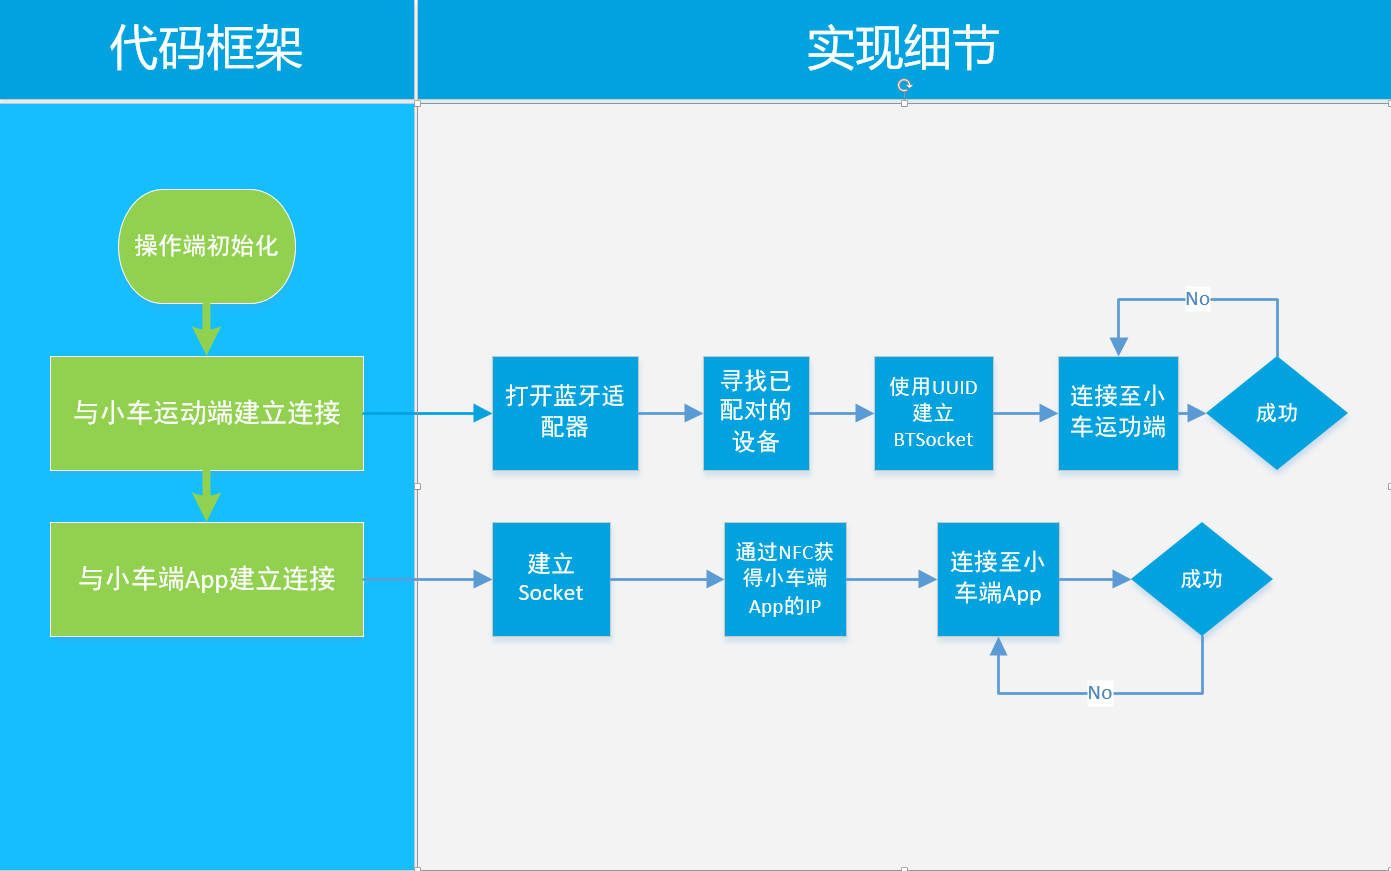 代码框架
实现细节
操作端初始化
与小车运动端建立连接
打开蓝牙适
配器
寻找已
配对的
设备
使用UUID
建立
BTSocket
连接至小
车运功端
成功
No
与小车端App建立连接
建立
Socket
通过NFC获
得小车端
App的IP
连接至小
车端App
成功
No